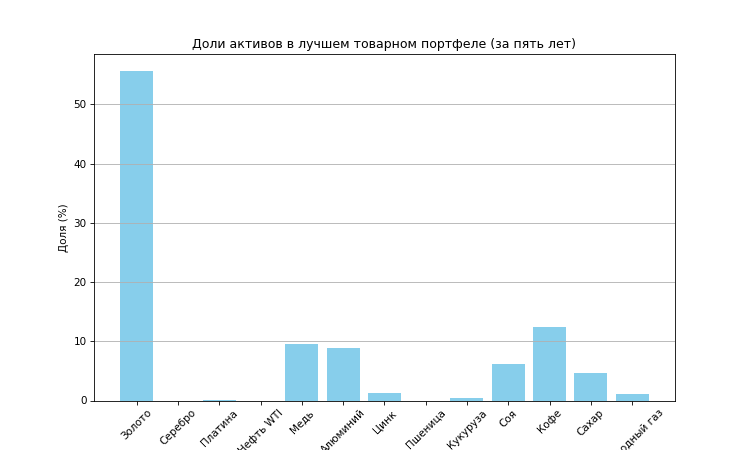 Доли активов в лучшем товарном портфеле (за пять лет)
Доля (%)
50
40
30
20
10
0
Золото
Серебро
Платина
Нефть WTI
Медь
Алюминий
Цинк
Пшеница
Кукуруза
Соя
Кофе
Сахар
одный газ